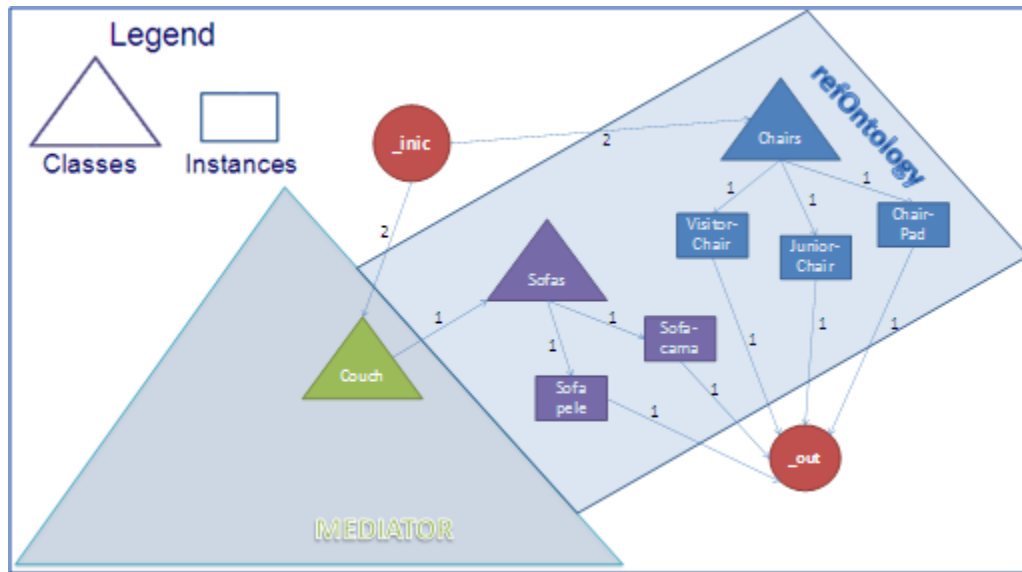 Legend
Classes
Instances
_inic
2
2
refOntology
Chairs
1
1
1
Visitor-
Chair
Junior-
Chair
Chair-
Pad
Sofas
1
1
1
Sofa-
cama
Sofa
pele
Couch
1
1
1
1
1
_out
MEDIATOR